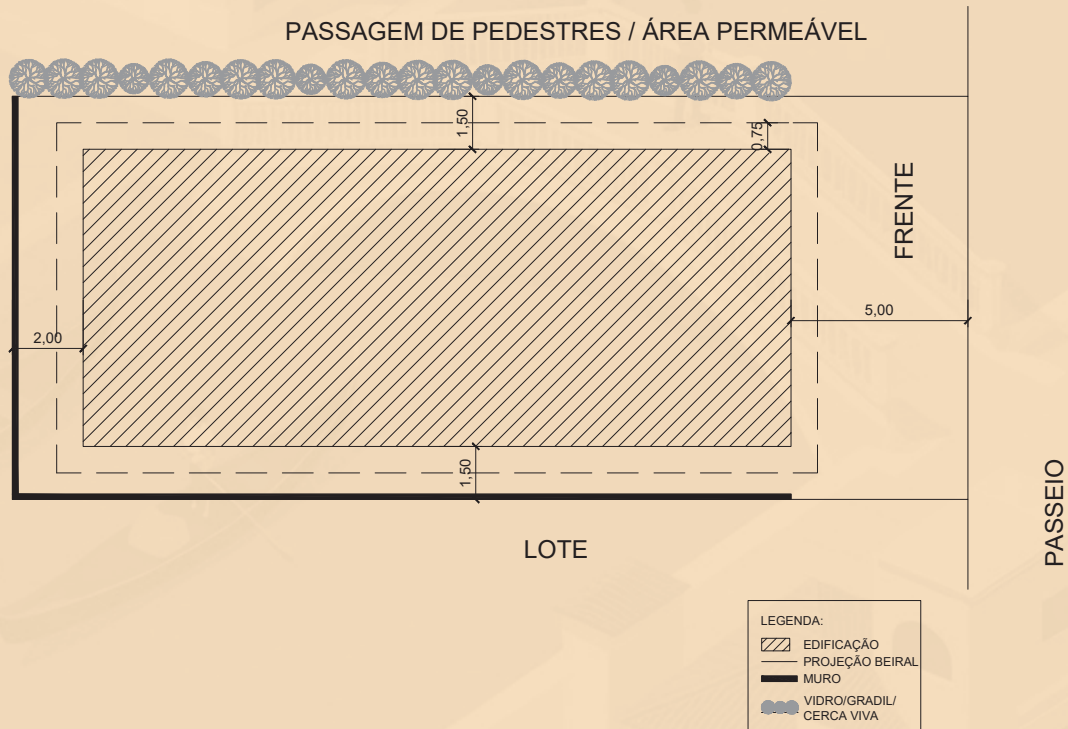 PASSAGEM DE PEDESTRES / ÁREA PERMEÁVEL
1,50
0,75
FRENTE
5,00
2,00
1,50
LOTE
PASSEIO
LEGENDA:
EDIFICAÇÃO
PROJEÇÃO BEIRAL
MURO
VIDRO/GRADIL/
CERCA VIVA